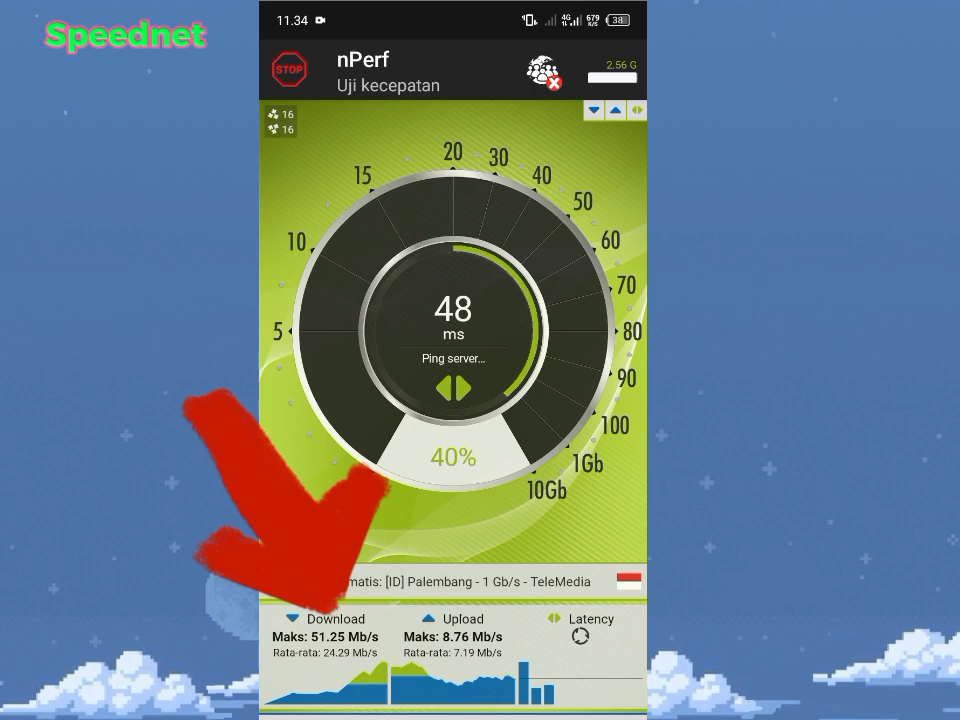 Speednet
11.34
4G
679
K/s
38
STOP
nPerf
Uji kecepatan
2.56 G
16
16
5
10
15
20
30
40
50
60
70
80
90
100
1Gb
10Gb
48
ms
Ping server...
40%
matis: [ID] Palembang - 1 Gb/s - TeleMedia
Download Upload Latency
Maks: 51.25 Mb/s Maks: 8.76 Mb/s
Rata-rata: 24.29 Mb/s Rata-rata: 7.19 Mb/s